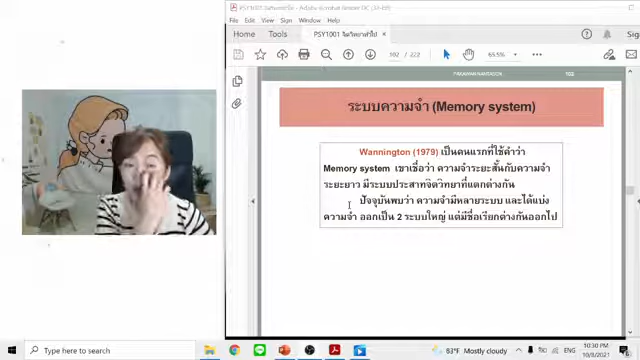 PSY1001 จิตวิทยาทั่วไป - Adobe Acrobat Reader DC (32-bit)
File Edit View Sign Window Help
Home Tools PSY1001 จิตวิทยาทั่วไป × Sign
102 / 222 65.5%
103
ระบบความจำ (Memory system)
Wannington (1979) เป็นคนแรกที่ใช้คำว่า
Memory system เขาเชื่อว่า ความจำระยะสั้นกับความจำ
ระยะยาว มีระบบประสาทจิตวิทยาที่แตกต่างกัน
ปัจจุบันพบว่า ความจำมีหลายระบบ และได้แบ่ง
ความจำ ออกเป็น 2 ระบบใหญ่ แต่มีชื่อเรียกต่างกันออกไป
Type here to search
83°F Mostly cloudy ENG 10:30 PM
10/8/2021